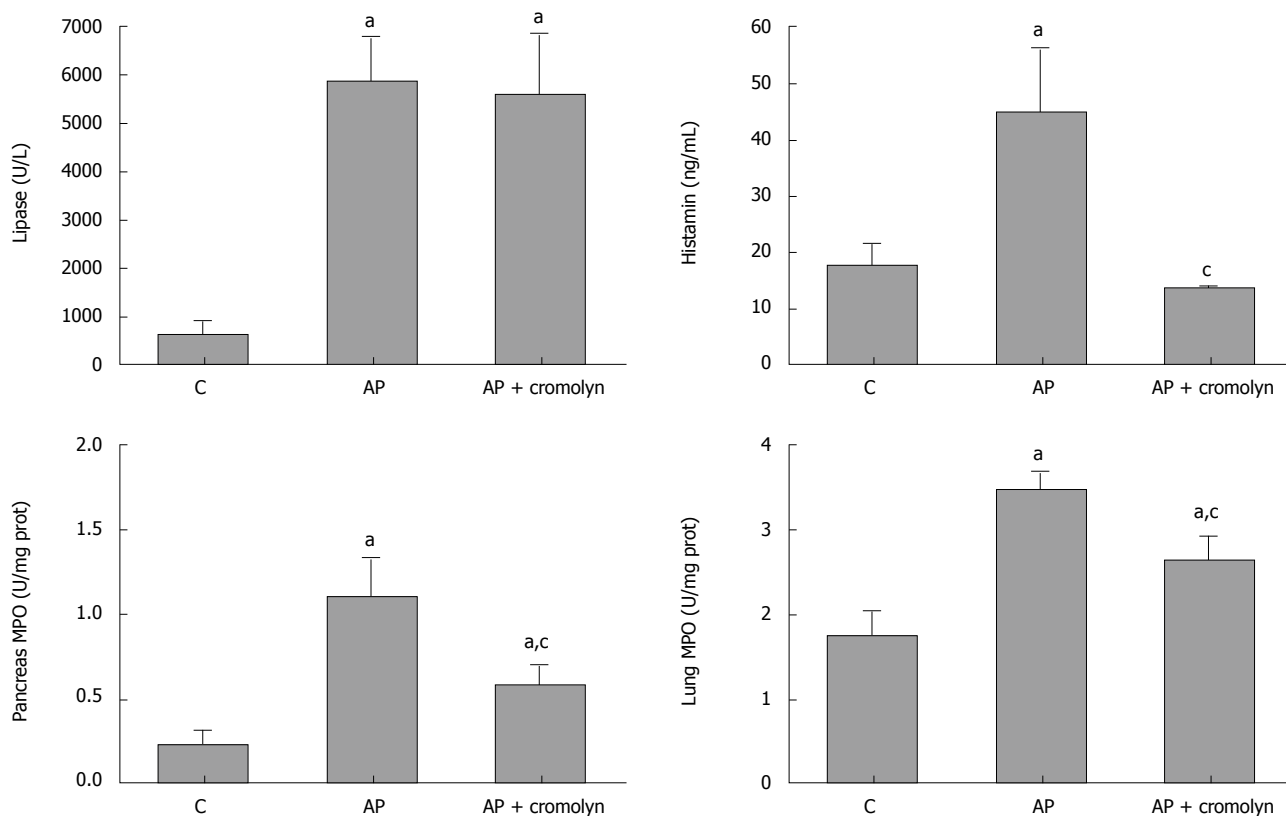 Lipase (U/L)
7000
6000
5000
4000
3000
2000
1000
0
a
a
C
AP
AP + cromolyn
Histamin (ng/mL)
60
50
40
30
20
10
0
a
c
C
AP
AP + cromolyn
Pancreas MPO (U/mg prot)
2.0
1.5
1.0
0.5
0.0
a
a,c
C
AP
AP + cromolyn
Lung MPO (U/mg prot)
4
3
2
1
0
a
a,c
C
AP
AP + cromolyn